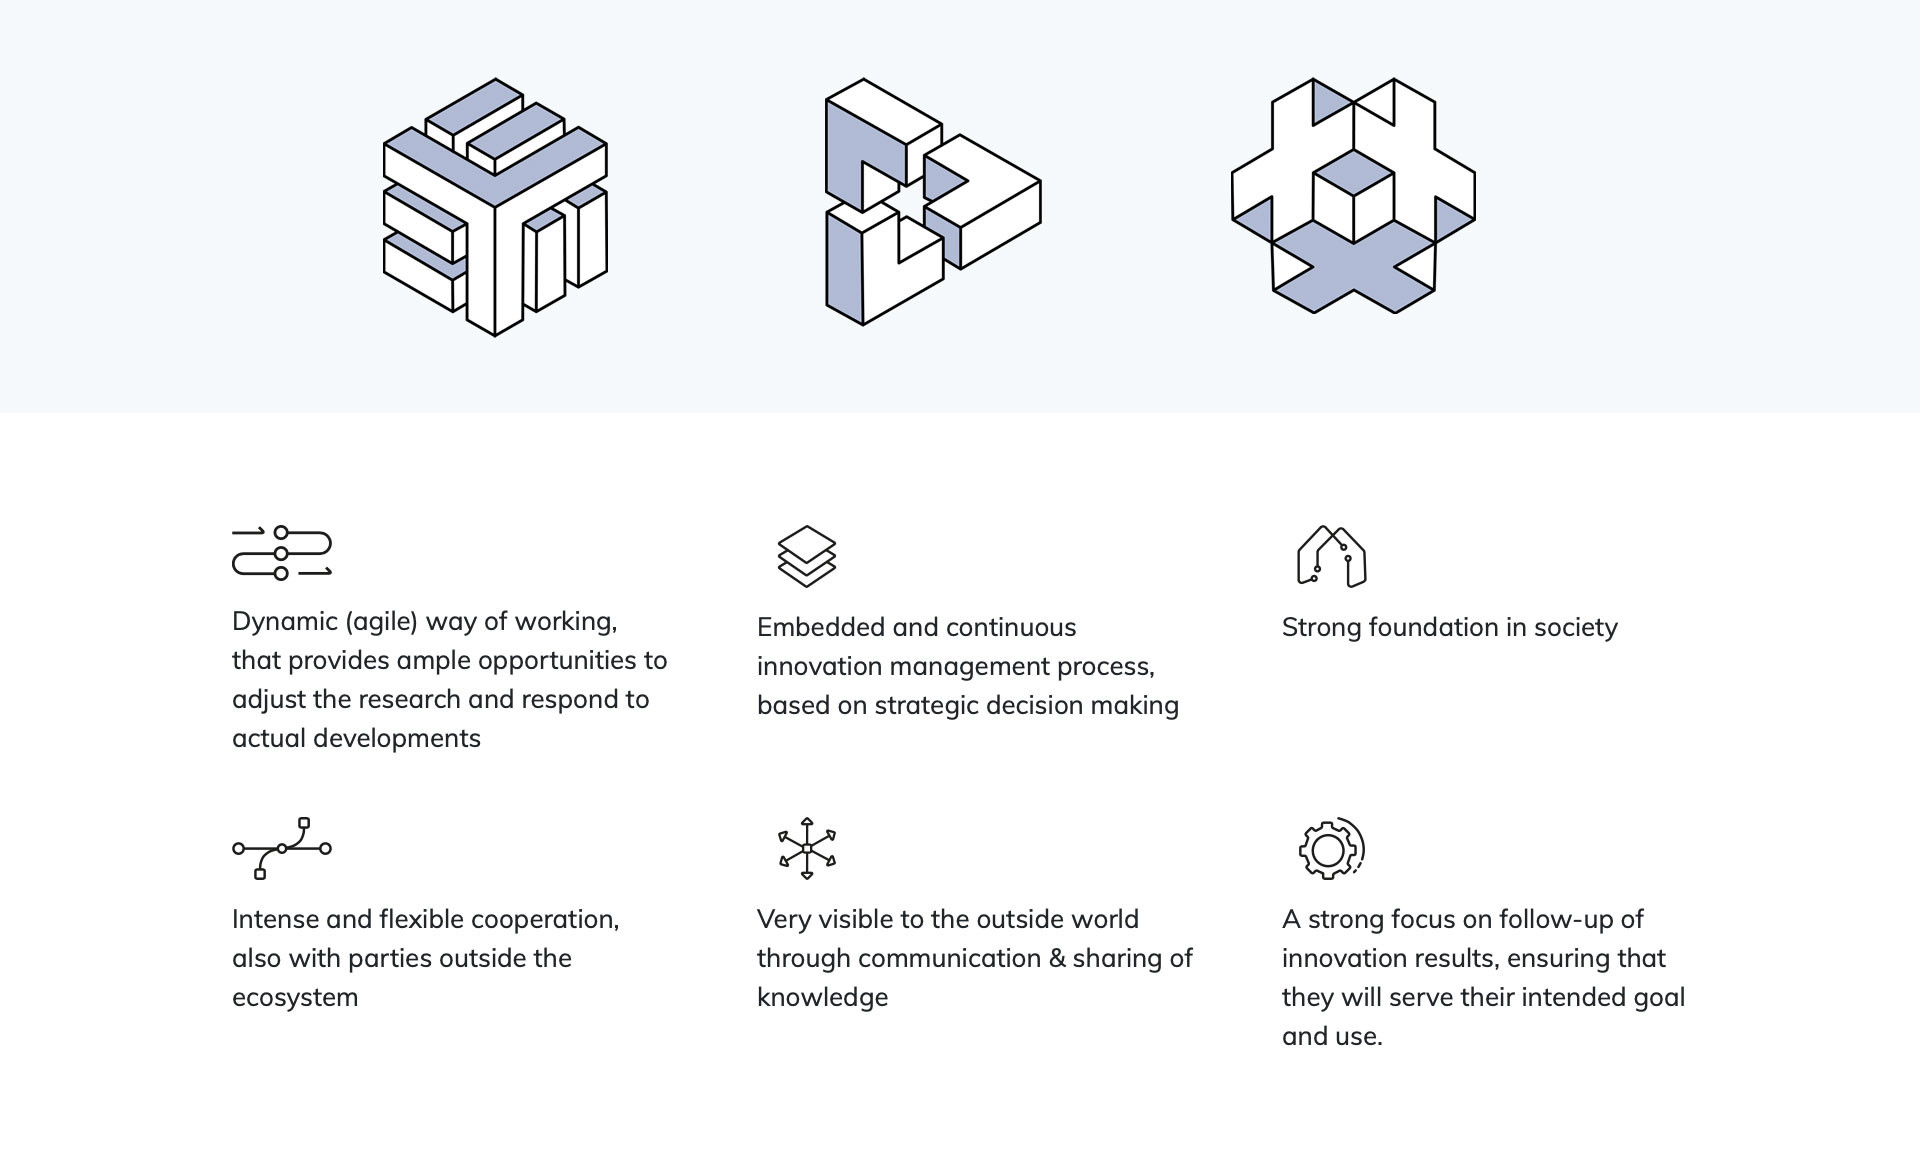 Dynamic (agile) way of working,
that provides ample opportunities to
adjust the research and respond to
actual developments
Embedded and continuous
innovation management process,
based on strategic decision making
Strong foundation in society
Intense and flexible cooperation,
also with parties outside the
ecosystem
Very visible to the outside world
through communication & sharing of
knowledge
A strong focus on follow-up of
innovation results, ensuring that
they will serve their intended goal
and use.